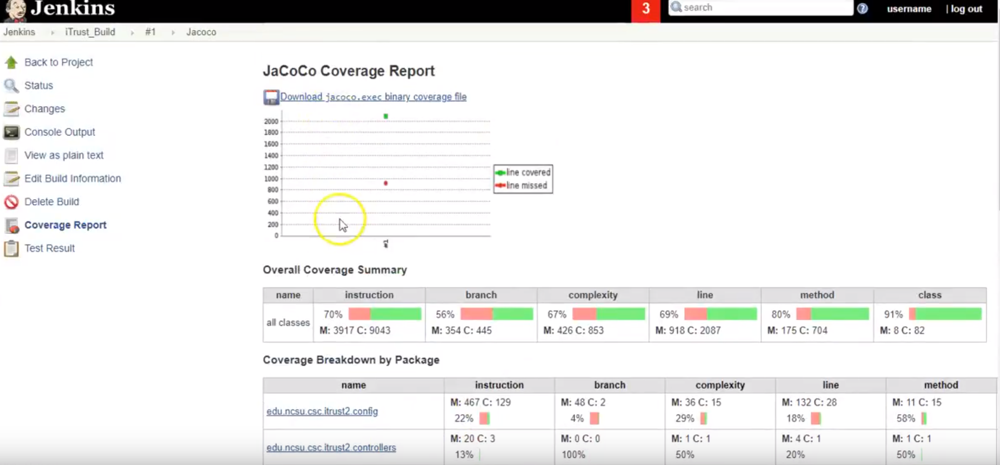 Jenkins
3
search
username | log out
Jenkins iTrust_Build #1 Jacoco
Back to Project
Status
Changes
Console Output
View as plain text
Edit Build Information
Delete Build
Coverage Report
Test Result
JaCoCo Coverage Report
Download jacoco.exec binary coverage file
2000
1800
1600
1400
1200
1000
800
600
400
200
0
#1
line covered
line missed
Overall Coverage Summary
name instruction branch complexity line method class
all classes
70% 56% 67% 69% 80% 91%
M: 3917 C: 9043 M: 354 C: 445 M: 426 C: 853 M: 918 C: 2087 M: 175 C: 704 M: 8 C: 82
Coverage Breakdown by Package
name instruction branch complexity line method
edu.ncsu.csc.itrust2.config
M: 467 C: 129 M: 48 C: 2 M: 36 C: 15 M: 132 C: 28 M: 11 C: 15
22% 4% 29% 18% 58%
edu.ncsu.csc.itrust2.controllers
M: 20 C: 3 M: 0 C: 0 M: 1 C: 1 M: 4 C: 1 M: 1 C: 1
13% 100% 50% 20% 50%